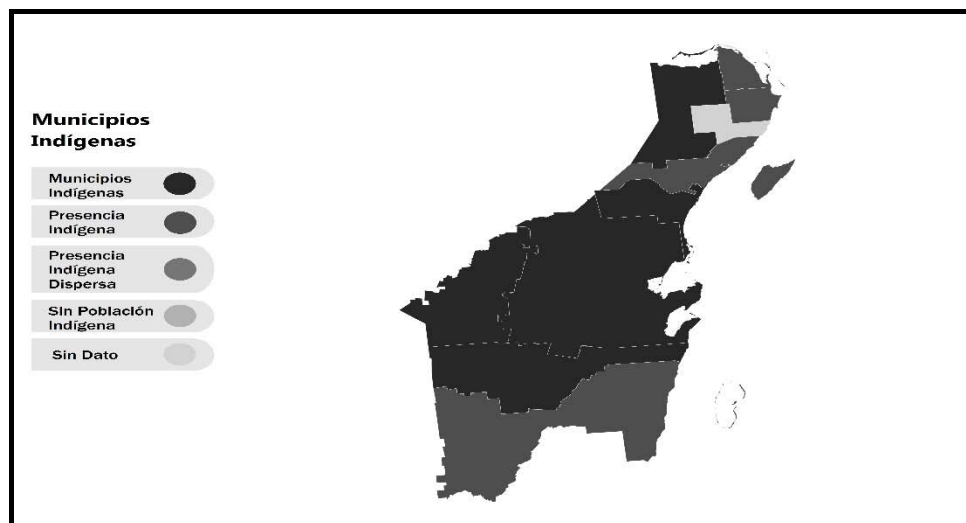 Municipios
Indígenas
Municipios
Indígenas
Presencia
Indígena
Presencia
Indígena
Dispersa
Sin Población
Indígena
Sin Dato